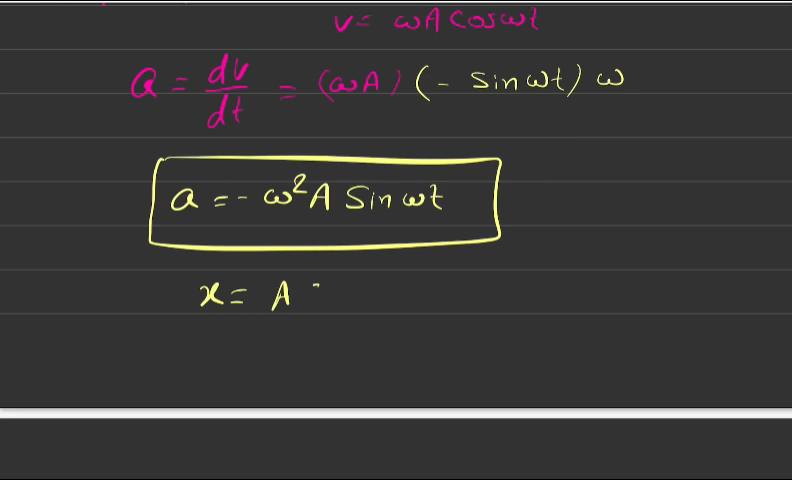 v= ωA Cosωt
a = dv/dt = (ωA) (- Sinωt) ω
a = - ω²A Sin ωt
x = A